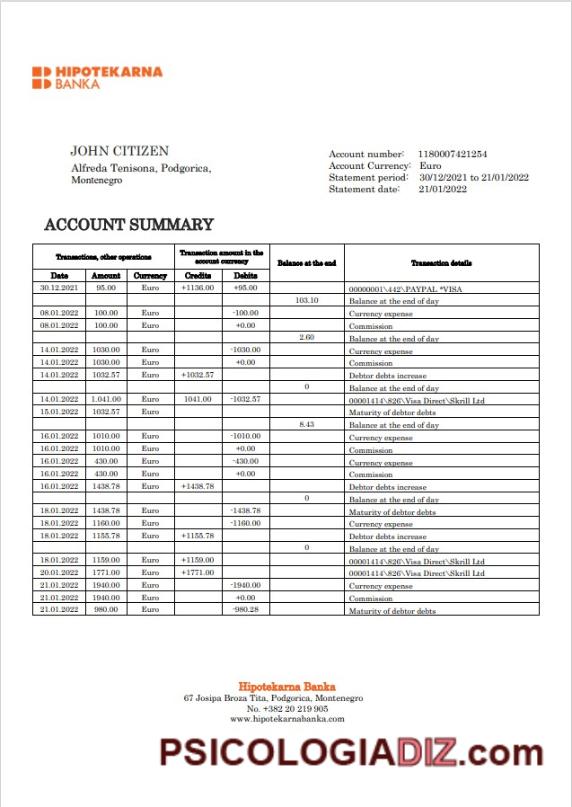 HIPOTEKARNA
BANKA
JOHN CITIZEN
Alfreda Tenisona, Podgorica,
Montenegro
Account number: 1180007421254
Account Currency: Euro
Statement period: 30/12/2021 to 21/01/2022
Statement date: 21/01/2022
ACCOUNT SUMMARY
Transactions, other operations Transaction amount in the account currency Balance at the end Transaction details
Date Amount Currency Credits Debits
30.12.2021 95.00 Euro +1136.00 +95.00 00000001\442\PAYPAL *VISA
103.10 Balance at the end of day
08.01.2022 100.00 Euro -100.00 Currency expense
08.01.2022 100.00 Euro +0.00 Commission
2.60 Balance at the end of day
14.01.2022 1030.00 Euro -1030.00 Currency expense
14.01.2022 1030.00 Euro +0.00 Commission
14.01.2022 1032.57 Euro +1032.57 Debtor debts increase
0 Balance at the end of day
14.01.2022 1.041.00 Euro 1041.00 -1032.57 00001414\826\Visa Direct\Skrill Ltd
15.01.2022 1032.57 Euro Maturity of debtor debts
8.43 Balance at the end of day
16.01.2022 1010.00 Euro -1010.00 Currency expense
16.01.2022 1010.00 Euro +0.00 Commission
16.01.2022 430.00 Euro -430.00 Currency expense
16.01.2022 430.00 Euro +0.00 Commission
16.01.2022 1438.78 Euro +1438.78 Debtor debts increase
0 Balance at the end of day
18.01.2022 1438.78 Euro -1438.78 Maturity of debtor debts
18.01.2022 1160.00 Euro -1160.00 Currency expense
18.01.2022 1155.78 Euro +1155.78 Debtor debts increase
0 Balance at the end of day
18.01.2022 1159.00 Euro +1159.00 00001414\826\Visa Direct\Skrill Ltd
20.01.2022 1771.00 Euro +1771.00 00001414\826\Visa Direct\Skrill Ltd
21.01.2022 1940.00 Euro -1940.00 Currency expense
21.01.2022 1940.00 Euro +0.00 Commission
21.01.2022 980.00 Euro -980.28 Maturity of debtor debts
Hipotekarna Banka
67 Josipa Broza Tita, Podgorica, Montenegro
No. +382 20 219 905
www.hipotekarnabanka.com
PSICOLOGIADIZ.com